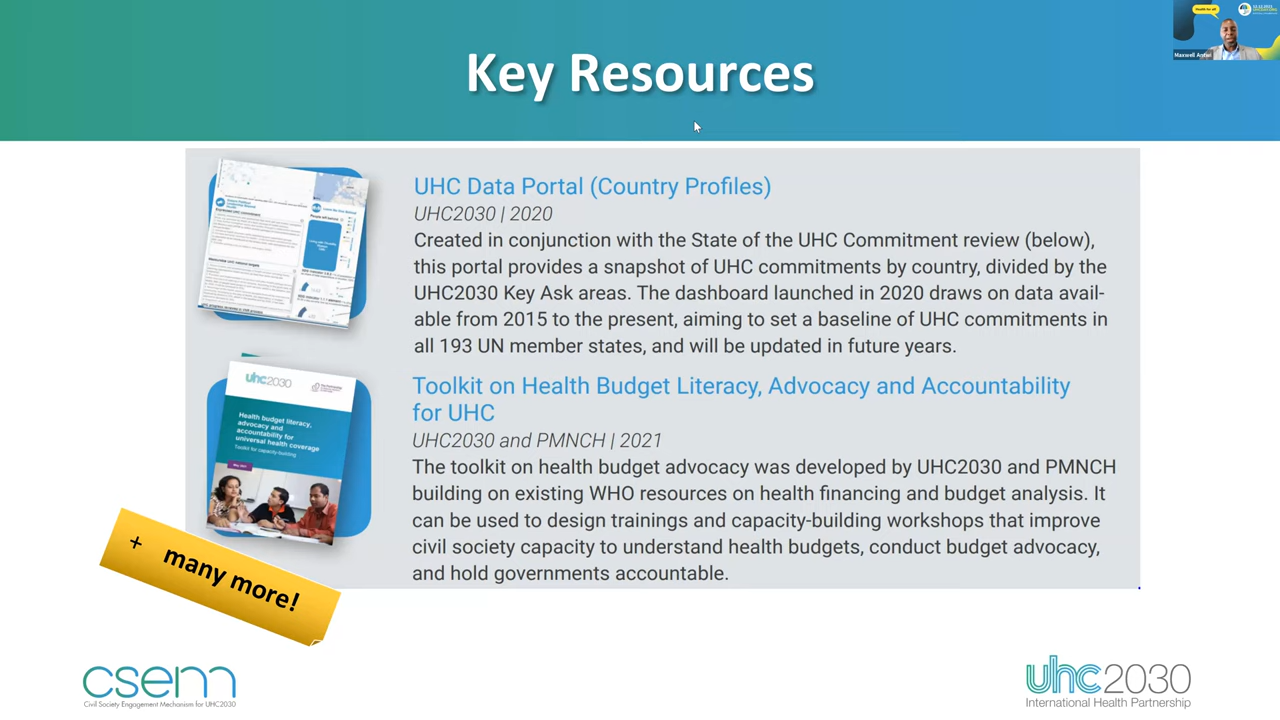 Key Resources
Health for all
12.12.2021
Maxwell Antwi
UHC Data Portal (Country Profiles)
UHC2030 | 2020
Created in conjunction with the State of the UHC Commitment review (below),
this portal provides a snapshot of UHC commitments by country, divided by the
UHC2030 Key Ask areas. The dashboard launched in 2020 draws on data avail-
able from 2015 to the present, aiming to set a baseline of UHC commitments in
all 193 UN member states, and will be updated in future years.
uhc2030
Health budget literacy,
advocacy and
accountability for
universal health coverage
Toolkit for capacity-building
Toolkit on Health Budget Literacy, Advocacy and Accountability
for UHC
UHC2030 and PMNCH | 2021
The toolkit on health budget advocacy was developed by UHC2030 and PMNCH
building on existing WHO resources on health financing and budget analysis. It
can be used to design trainings and capacity-building workshops that improve
civil society capacity to understand health budgets, conduct budget advocacy,
and hold governments accountable.
+ many more!
csem
Civil Society Engagement Mechanism for UHC2030
uhc2030
International Health Partnership